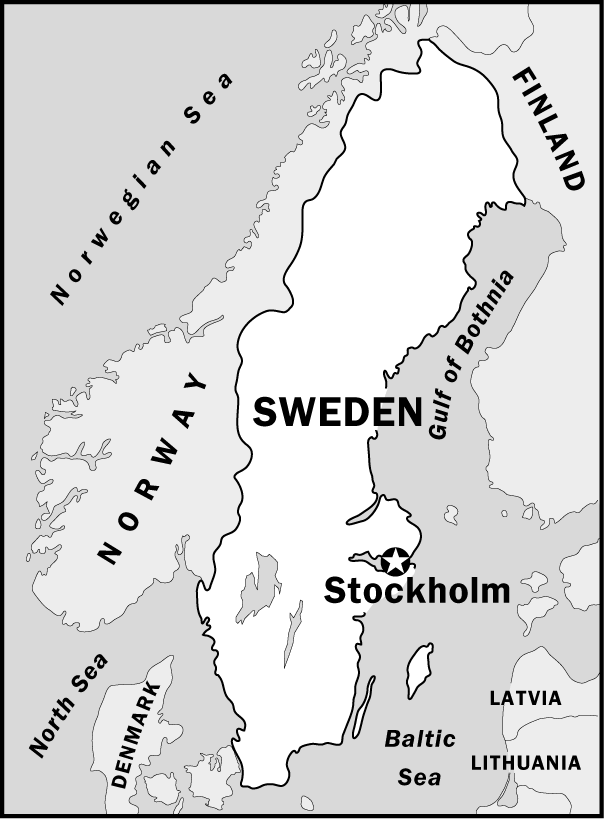 Norwegian Sea
FINLAND
Gulf of Bothnia
NORWAY
SWEDEN
Stockholm
North Sea
DENMARK
LATVIA
Baltic
Sea
LITHUANIA